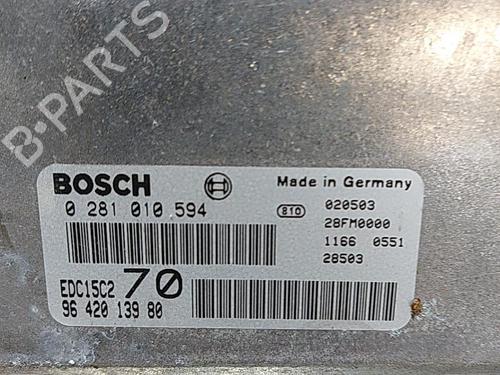 B-PARTS
BOSCH
Made in Germany
0 281 010 594
810
020503
28FM0000
1166 0551
28503
EDC15C2 70
96 420 139 80